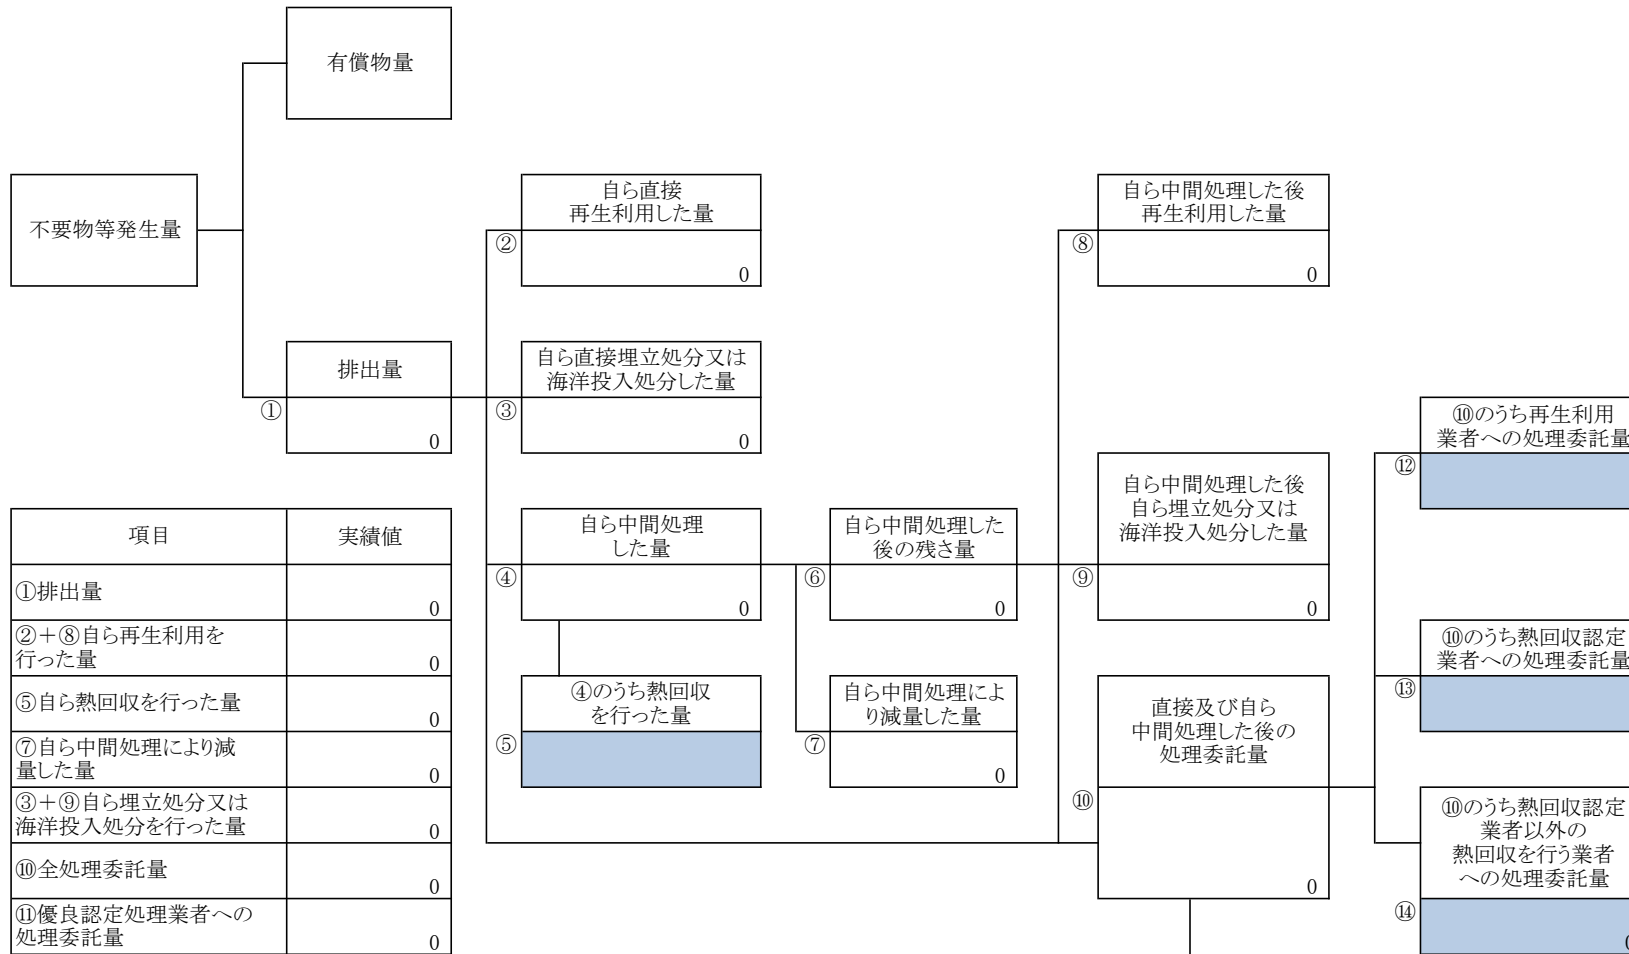 有償物量
不要物等発生量
自ら直接
再生利用した量
②
0
自ら中間処理した後
再生利用した量
⑧
0
排出量
①
0
自ら直接埋立処分又は
海洋投入処分した量
③
0
⑩のうち再生利用
業者への処理委託量
⑫
自ら中間処理した後
自ら埋立処分又は
海洋投入処分した量
⑨
0
自ら中間処理
した量
④
0
自ら中間処理した
後の残さ量
⑥
0
⑩のうち熱回収認定
業者への処理委託量
⑬
④のうち熱回収
を行った量
⑤
自ら中間処理によ
り減量した量
⑦
0
直接及び自ら
中間処理した後の
処理委託量
⑩
0
⑩のうち熱回収認定
業者以外の
熱回収を行う業者
への処理委託量
⑭
0
項目 実績値
①排出量 0
②+⑧自ら再生利用を
行った量 0
⑤自ら熱回収を行った量 0
⑦自ら中間処理により減
量した量 0
③+⑨自ら埋立処分又は
海洋投入処分を行った量 0
⑩全処理委託量 0
⑪優良認定処理業者への
処理委託量 0